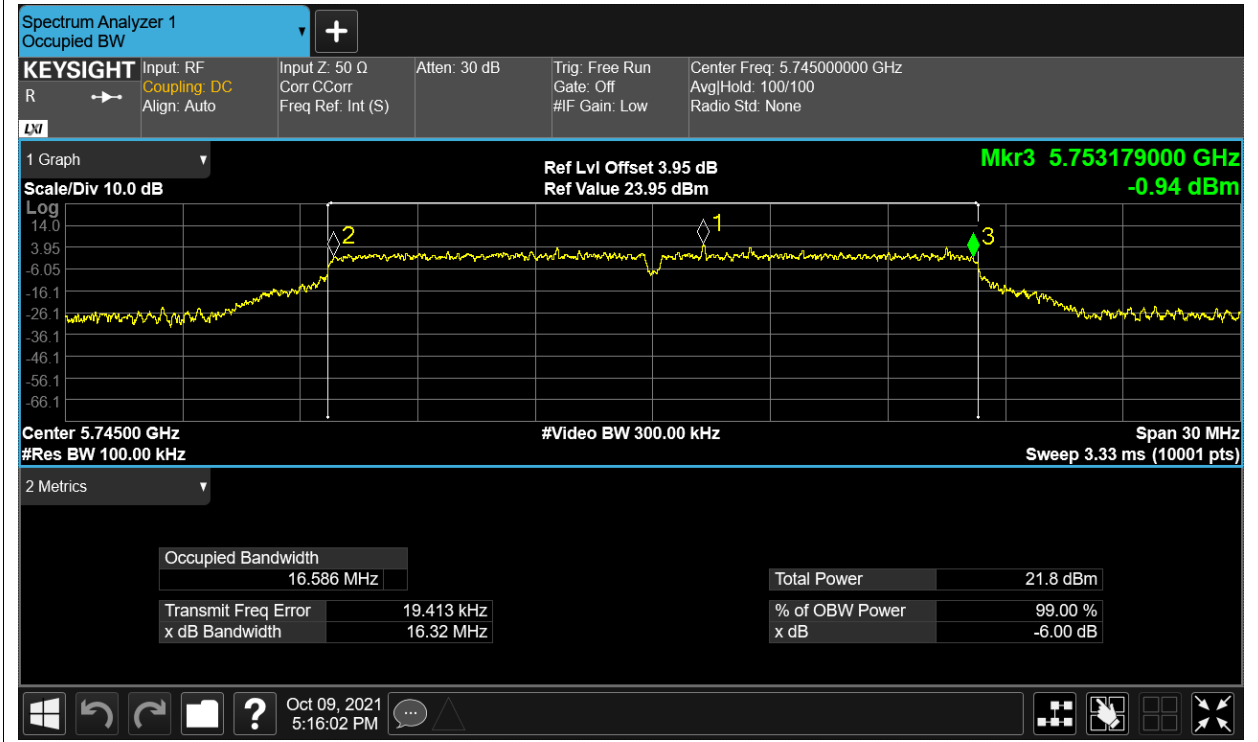 Spectrum Analyzer 1
Occupied BW
KEYSIGHT
R
LXI
Input: RF
Coupling: DC
Align: Auto
Input Z: 50 Ω
Corr CCorr
Freq Ref: Int (S)
Atten: 30 dB
Trig: Free Run
Gate: Off
#IF Gain: Low
Center Freq: 5.745000000 GHz
Avg|Hold: 100/100
Radio Std: None
1 Graph
Scale/Div 10.0 dB
Ref Lvl Offset 3.95 dB
Ref Value 23.95 dBm
Mkr3 5.753179000 GHz
-0.94 dBm
Log
14.0
3.95
-6.05
-16.1
-26.1
-36.1
-46.1
-56.1
-66.1
2
1
3
Center 5.74500 GHz
#Res BW 100.00 kHz
#Video BW 300.00 kHz
Span 30 MHz
Sweep 3.33 ms (10001 pts)
2 Metrics
Occupied Bandwidth
16.586 MHz
Transmit Freq Error 19.413 kHz
x dB Bandwidth 16.32 MHz
Total Power 21.8 dBm
% of OBW Power 99.00 %
x dB -6.00 dB
?
Oct 09, 2021
5:16:02 PM